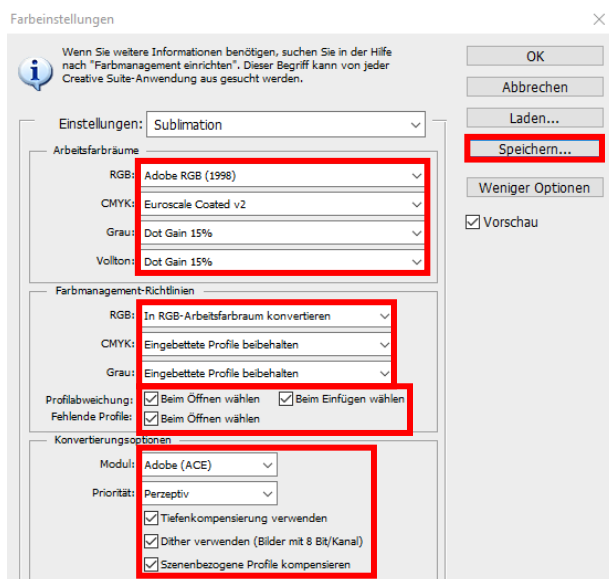 Farbeinstellungen
Wenn Sie weitere Informationen benötigen, suchen Sie in der Hilfe
nach "Farbmanagement einrichten". Dieser Begriff kann von jeder
Creative Suite-Anwendung aus gesucht werden.
OK
Abbrechen
Laden...
Speichern...
Weniger Optionen
Vorschau
Einstellungen: Sublimation
Arbeitsfarbräume
RGB: Adobe RGB (1998)
CMYK: Euroscale Coated v2
Grau: Dot Gain 15%
Vollton: Dot Gain 15%
Farbmanagement-Richtlinien
RGB: In RGB-Arbeitsfarbraum konvertieren
CMYK: Eingebettete Profile beibehalten
Grau: Eingebettete Profile beibehalten
Profilabweichung: Beim Öffnen wählen Beim Einfügen wählen
Fehlende Profile: Beim Öffnen wählen
Konvertierungsoptionen
Modul: Adobe (ACE)
Priorität: Perzeptiv
Tiefenkompensierung verwenden
Dither verwenden (Bilder mit 8 Bit/Kanal)
Szenenbezogene Profile kompensieren